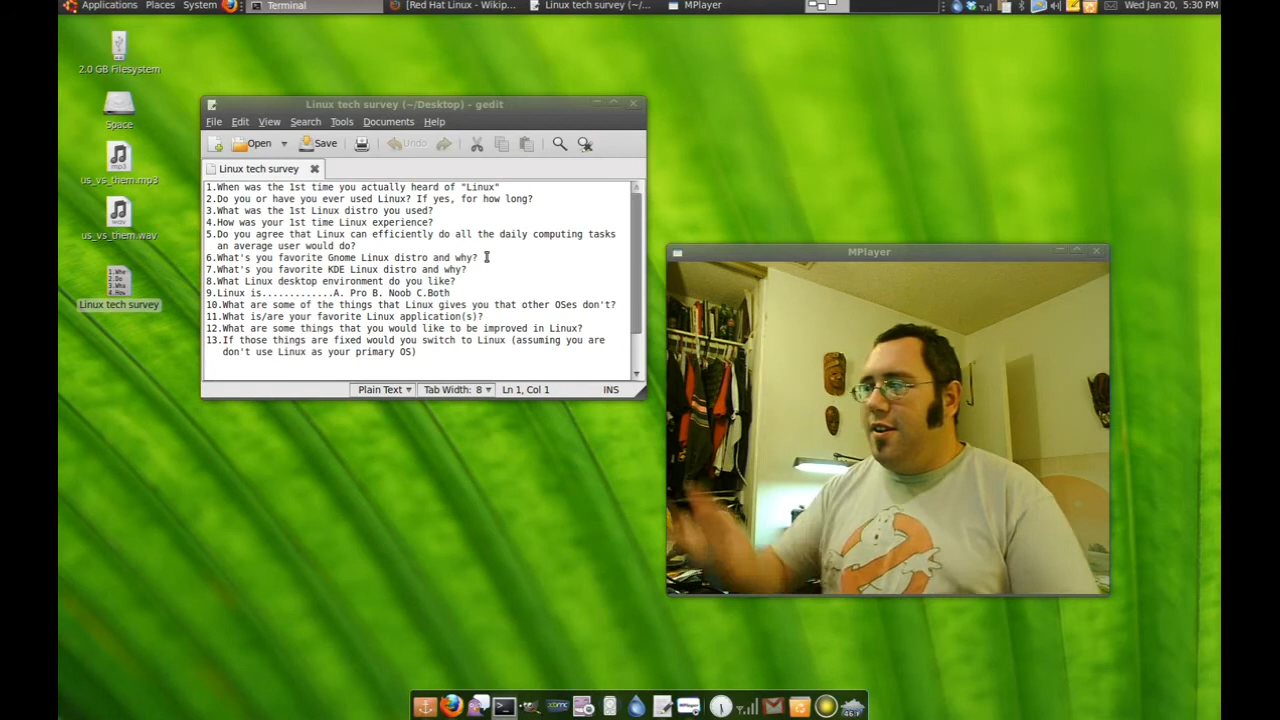 Applications Places System
Terminal
[Red Hat Linux - Wikip...
Linux tech survey (~/...
MPlayer
Wed Jan 20, 5:30 PM
2.0 GB Filesystem
Space
mp3
us_vs_them.mp3
us_vs_them.wav
Linux tech survey
Linux tech survey (~/Desktop) - gedit
File Edit View Search Tools Documents Help
Open Save Undo
Linux tech survey
1.When was the 1st time you actually heard of "Linux"
2.Do you or have you ever used Linux? If yes, for how long?
3.What was the 1st Linux distro you used?
4.How was your 1st time Linux experience?
5.Do you agree that Linux can efficiently do all the daily computing tasks
an average user would do?
6.What's you favorite Gnome Linux distro and why?
7.What's you favorite KDE Linux distro and why?
8.What Linux desktop environment do you like?
9.Linux is.............A. Pro B. Noob C.Both
10.What are some of the things that Linux gives you that other OSes don't?
11.What is/are your favorite Linux application(s)?
12.What are some things that you would like to be improved in Linux?
13.If those things are fixed would you switch to Linux (assuming you are
don't use Linux as your primary OS)
Plain Text Tab Width: 8 Ln 1, Col 1 INS
MPlayer
46°F